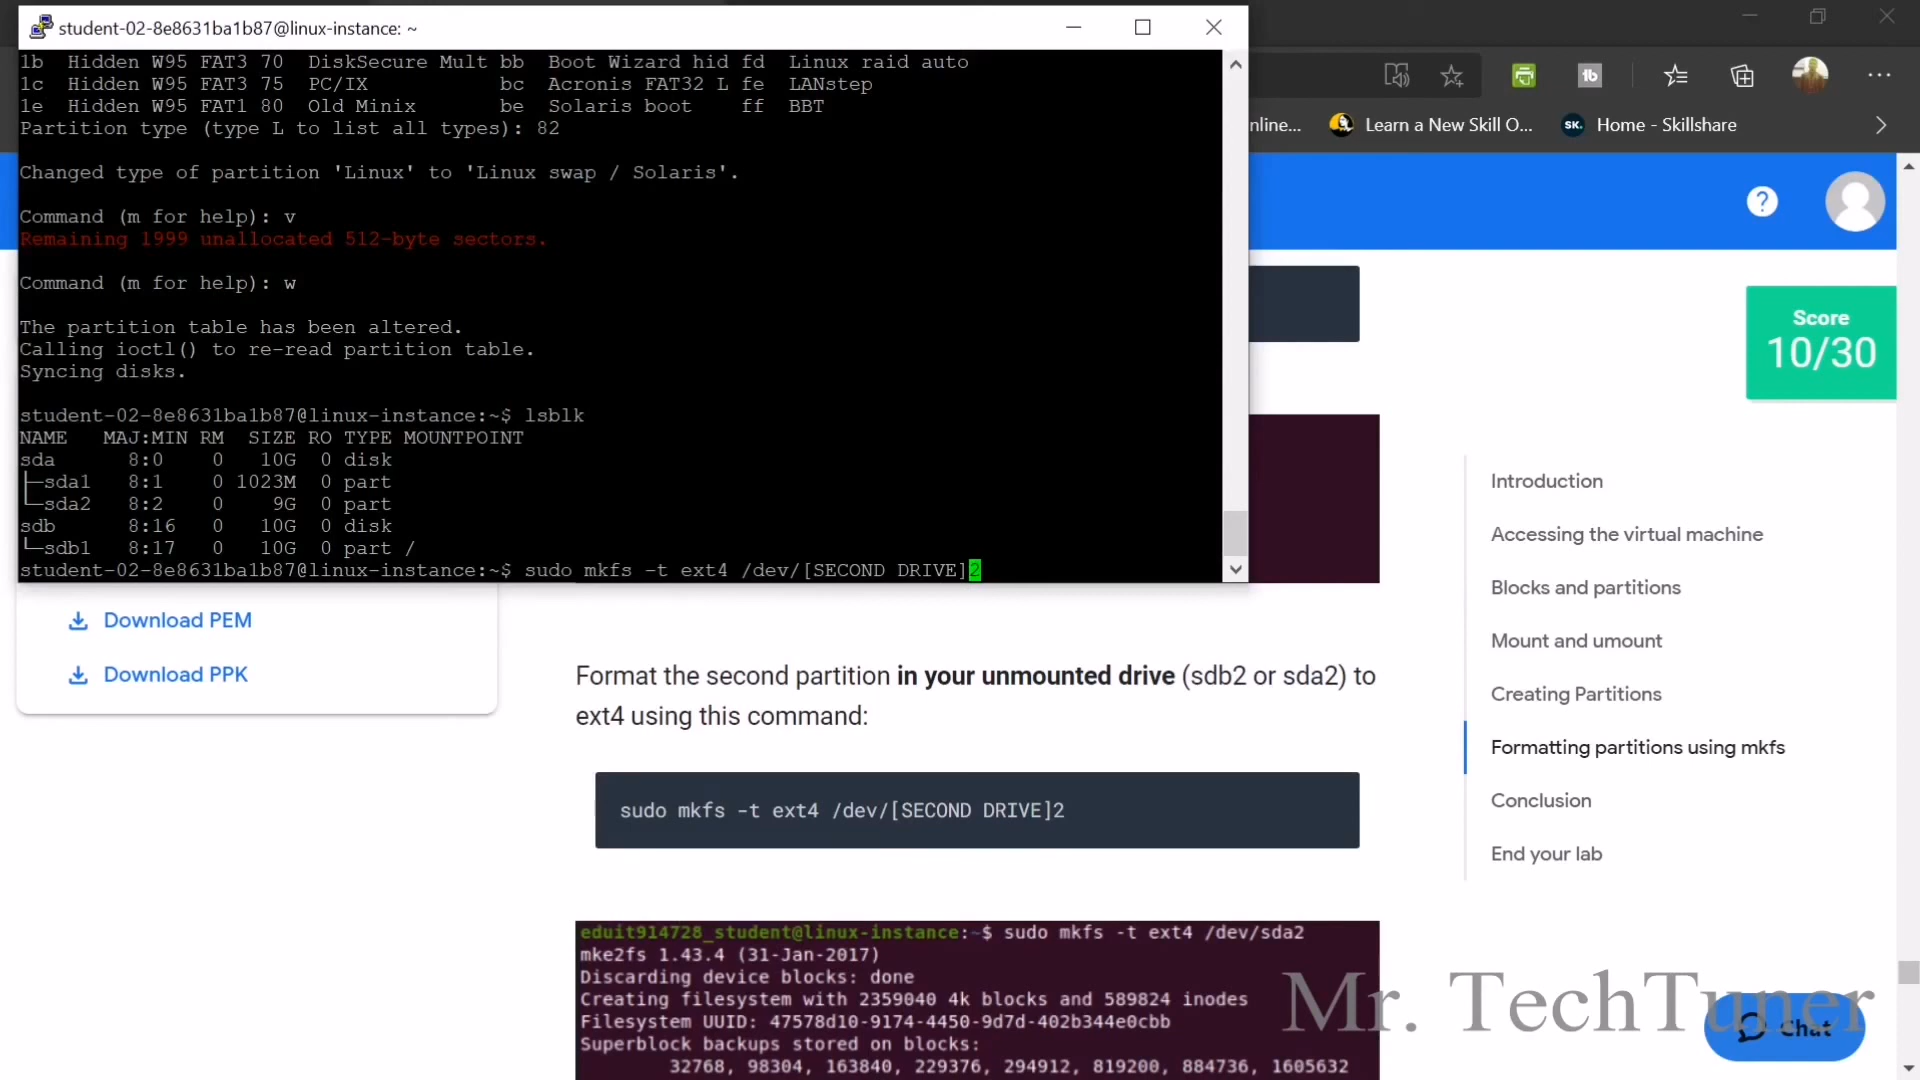 student-02-8e8631ba1b87@linux-instance: ~
1b  Hidden W95 FAT3 70  DiskSecure Mult bb  Boot Wizard hid fd  Linux raid auto
1c  Hidden W95 FAT3 75  PC/IX           bc  Acronis FAT32 L fe  LANstep
1e  Hidden W95 FAT1 80  Old Minix       be  Solaris boot    ff  BBT
Partition type (type L to list all types): 82
Changed type of partition 'Linux' to 'Linux swap / Solaris'.
Command (m for help): v
Remaining 1999 unallocated 512-byte sectors.
Command (m for help): w
The partition table has been altered.
Calling ioctl() to re-read partition table.
Syncing disks.
student-02-8e8631ba1b87@linux-instance:~$ lsblk
NAME   MAJ:MIN RM  SIZE RO TYPE MOUNTPOINT
sda      8:0    0   10G  0 disk
├─sda1   8:1    0 1023M  0 part
└─sda2   8:2    0    9G  0 part
sdb      8:16   0   10G  0 disk
└─sdb1   8:17   0   10G  0 part /
student-02-8e8631ba1b87@linux-instance:~$ sudo mkfs -t ext4 /dev/[SECOND DRIVE]2
nline...
Learn a New Skill O...
sk.
Home - Skillshare
Score
10/30
Download PEM
Download PPK
Format the second partition in your unmounted drive (sdb2 or sda2) to
ext4 using this command:
sudo mkfs -t ext4 /dev/[SECOND DRIVE]2
eduit914728_student@linux-instance:~$ sudo mkfs -t ext4 /dev/sda2
mke2fs 1.43.4 (31-Jan-2017)
Discarding device blocks: done
Creating filesystem with 2359040 4k blocks and 589824 inodes
Filesystem UUID: 47578d10-9174-4450-9d7d-402b344e0cbb
Superblock backups stored on blocks:
32768, 98304, 163840, 229376, 294912, 819200, 884736, 1605632
Introduction
Accessing the virtual machine
Blocks and partitions
Mount and umount
Creating Partitions
Formatting partitions using mkfs
Conclusion
End your lab
Mr. TechTuner
Chat